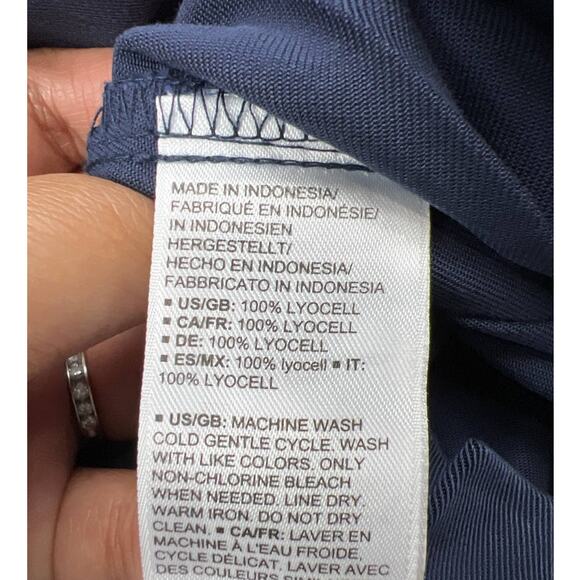 MADE IN INDONESIA/
FABRIQUÉ EN INDONÉSIE/
IN INDONESIEN
HERGESTELLT/
HECHO EN INDONESIA/
FABBRICATO IN INDONESIA
▪ US/GB: 100% LYOCELL
▪ CA/FR: 100% LYOCELL
▪ DE: 100% LYOCELL
▪ ES/MX: 100% lyocell ▪ IT:
100% LYOCELL
▪ US/GB: MACHINE WASH
COLD GENTLE CYCLE. WASH
WITH LIKE COLORS. ONLY
NON-CHLORINE BLEACH
WHEN NEEDED. LINE DRY.
WARM IRON. DO NOT DRY
CLEAN. ▪ CA/FR: LAVER EN
MACHINE À L'EAU FROIDE,
CYCLE DÉLICAT. LAVER AVEC
DES COULEURS